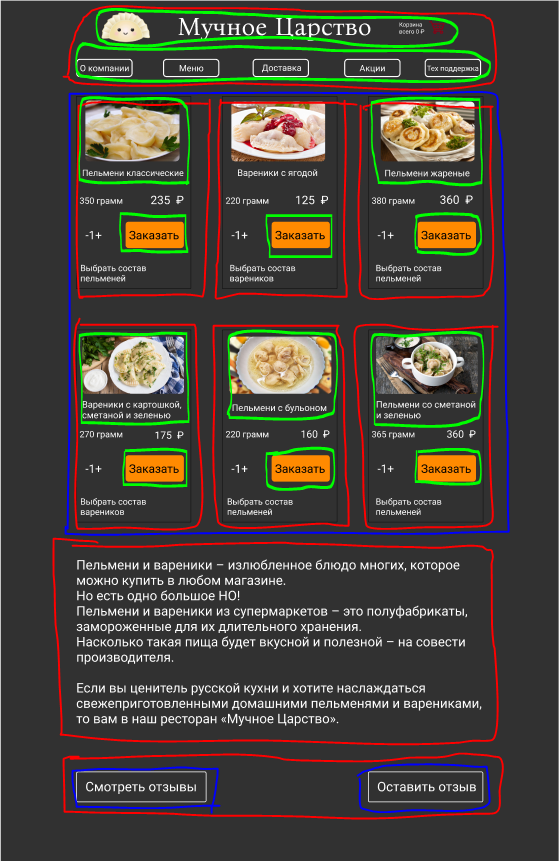 Мучное Царство
Корзина
всего 0 ₽
О компании
Меню
Доставка
Акции
Тех поддержка
Пельмени классические
350 грамм 235 ₽
-1+ Заказать
Выбрать состав
пельменей
Вареники с ягодой
220 грамм 125 ₽
-1+ Заказать
Выбрать состав
вареников
Пельмени жареные
380 грамм 360 ₽
-1+ Заказать
Выбрать состав
пельменей
Вареники с картошкой,
сметаной и зеленью
270 грамм 175 ₽
-1+ Заказать
Выбрать состав
вареников
Пельмени с бульоном
220 грамм 160 ₽
-1+ Заказать
Выбрать состав
пельменей
Пельмени со сметаной
и зеленью
365 грамм 360 ₽
-1+ Заказать
Выбрать состав
пельменей
Пельмени и вареники – излюбленное блюдо многих, которое
можно купить в любом магазине.
Но есть одно большое НО!
Пельмени и вареники из супермаркетов – это полуфабрикаты,
замороженные для их длительного хранения.
Насколько такая пища будет вкусной и полезной – на совести
производителя.
Если вы ценитель русской кухни и хотите наслаждаться
свежеприготовленными домашними пельменями и варениками,
то вам в наш ресторан «Мучное Царство».
Смотреть отзывы
Оставить отзыв